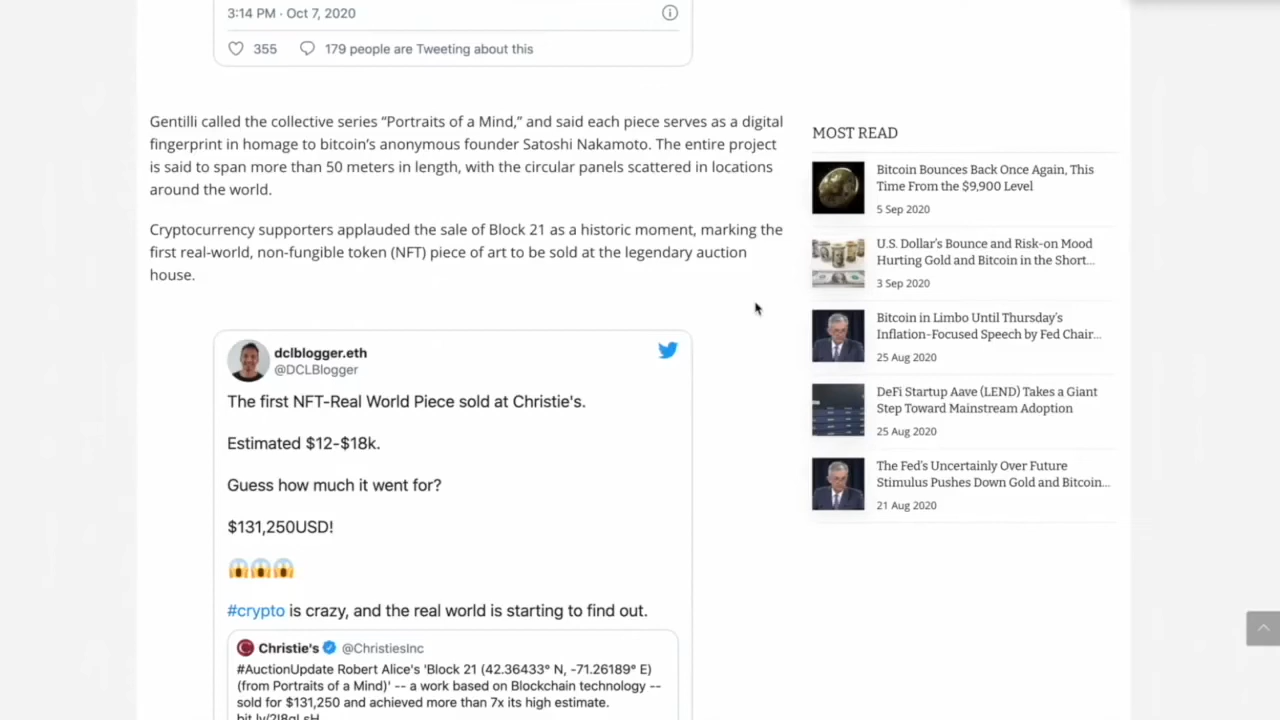 3:14 PM · Oct 7, 2020
355
179 people are Tweeting about this
Gentilli called the collective series “Portraits of a Mind,” and said each piece serves as a digital
fingerprint in homage to bitcoin’s anonymous founder Satoshi Nakamoto. The entire project
is said to span more than 50 meters in length, with the circular panels scattered in locations
around the world.
Cryptocurrency supporters applauded the sale of Block 21 as a historic moment, marking the
first real-world, non-fungible token (NFT) piece of art to be sold at the legendary auction
house.
dclblogger.eth
@DCLBlogger
The first NFT-Real World Piece sold at Christie's.
Estimated $12-$18k.
Guess how much it went for?
$131,250USD!
😱😱😱
#crypto is crazy, and the real world is starting to find out.
Christie's @ChristiesInc
#AuctionUpdate Robert Alice's 'Block 21 (42.36433° N, -71.26189° E)
(from Portraits of a Mind)' -- a work based on Blockchain technology --
sold for $131,250 and achieved more than 7x its high estimate.
MOST READ
Bitcoin Bounces Back Once Again, This
Time From the $9,900 Level
5 Sep 2020
U.S. Dollar’s Bounce and Risk-on Mood
Hurting Gold and Bitcoin in the Short...
3 Sep 2020
Bitcoin in Limbo Until Thursday’s
Inflation-Focused Speech by Fed Chair...
25 Aug 2020
DeFi Startup Aave (LEND) Takes a Giant
Step Toward Mainstream Adoption
25 Aug 2020
The Fed’s Uncertainly Over Future
Stimulus Pushes Down Gold and Bitcoin...
21 Aug 2020